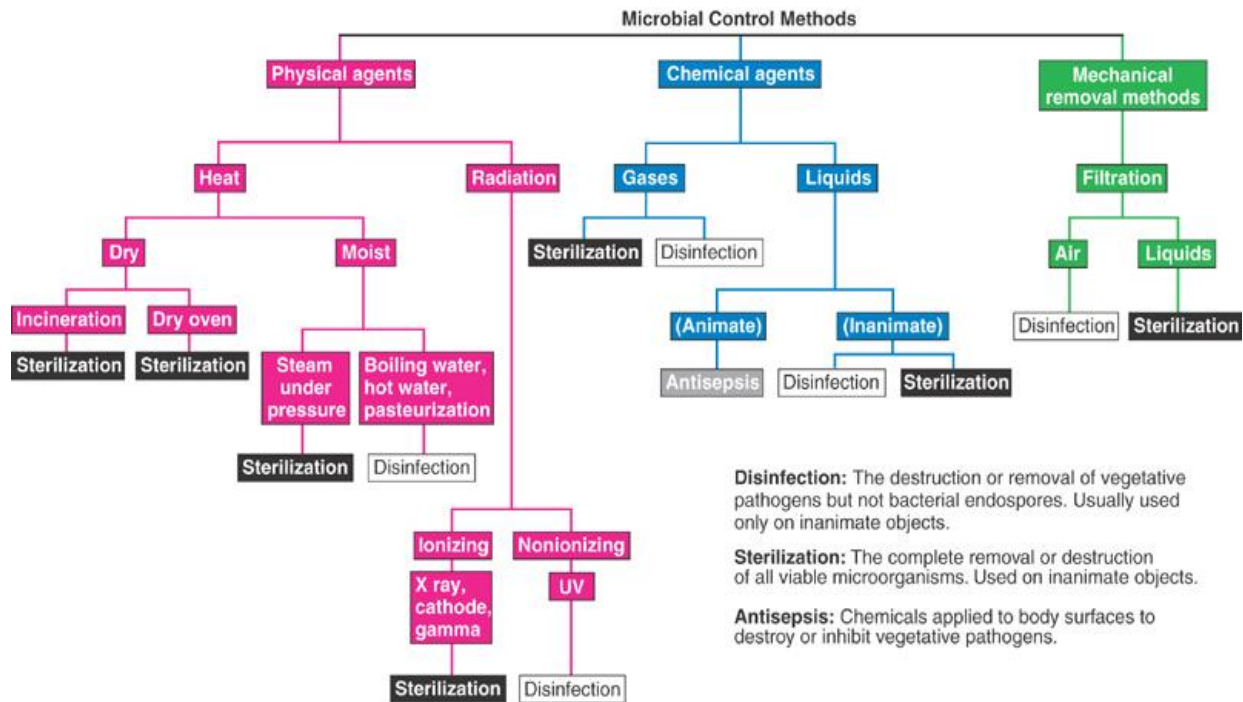 Microbial Control Methods
Physical agents
Chemical agents
Mechanical
removal methods
Heat
Radiation
Gases
Liquids
Filtration
Dry
Moist
Sterilization
Disinfection
Air
Liquids
Incineration
Dry oven
(Animate)
(Inanimate)
Disinfection
Sterilization
Sterilization
Sterilization
Steam
under
pressure
Boiling water,
hot water,
pasteurization
Antisepsis
Disinfection
Sterilization
Sterilization
Disinfection
Disinfection: The destruction or removal of vegetative
pathogens but not bacterial endospores. Usually used
only on inanimate objects.
Ionizing
Nonionizing
X ray,
cathode,
gamma
UV
Sterilization: The complete removal or destruction
of all viable microorganisms. Used on inanimate objects.
Antisepsis: Chemicals applied to body surfaces to
destroy or inhibit vegetative pathogens.
Sterilization
Disinfection